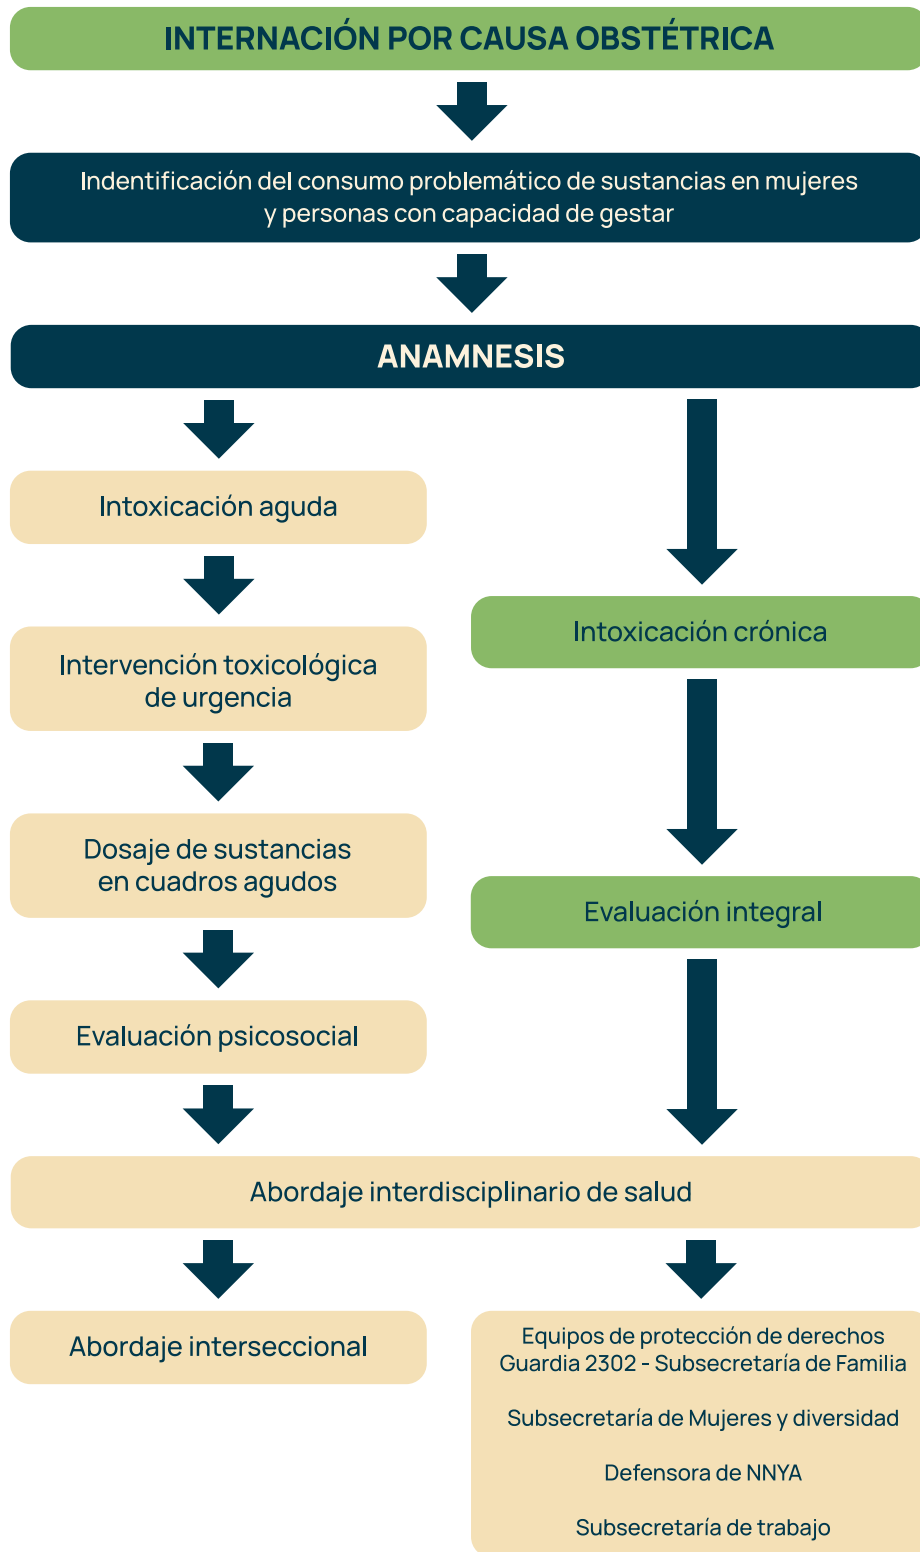 INTERNACIÓN POR CAUSA OBSTÉTRICA
Indentificación del consumo problemático de sustancias en mujeres
y personas con capacidad de gestar
ANAMNESIS
Intoxicación aguda
Intervención toxicológica
de urgencia
Dosaje de sustancias
en cuadros agudos
Evaluación psicosocial
Intoxicación crónica
Evaluación integral
Abordaje interdisciplinario de salud
Abordaje interseccional
Equipos de protección de derechos
Guardia 2302 - Subsecretaría de Familia
Subsecretaría de Mujeres y diversidad
Defensora de NNYA
Subsecretaría de trabajo